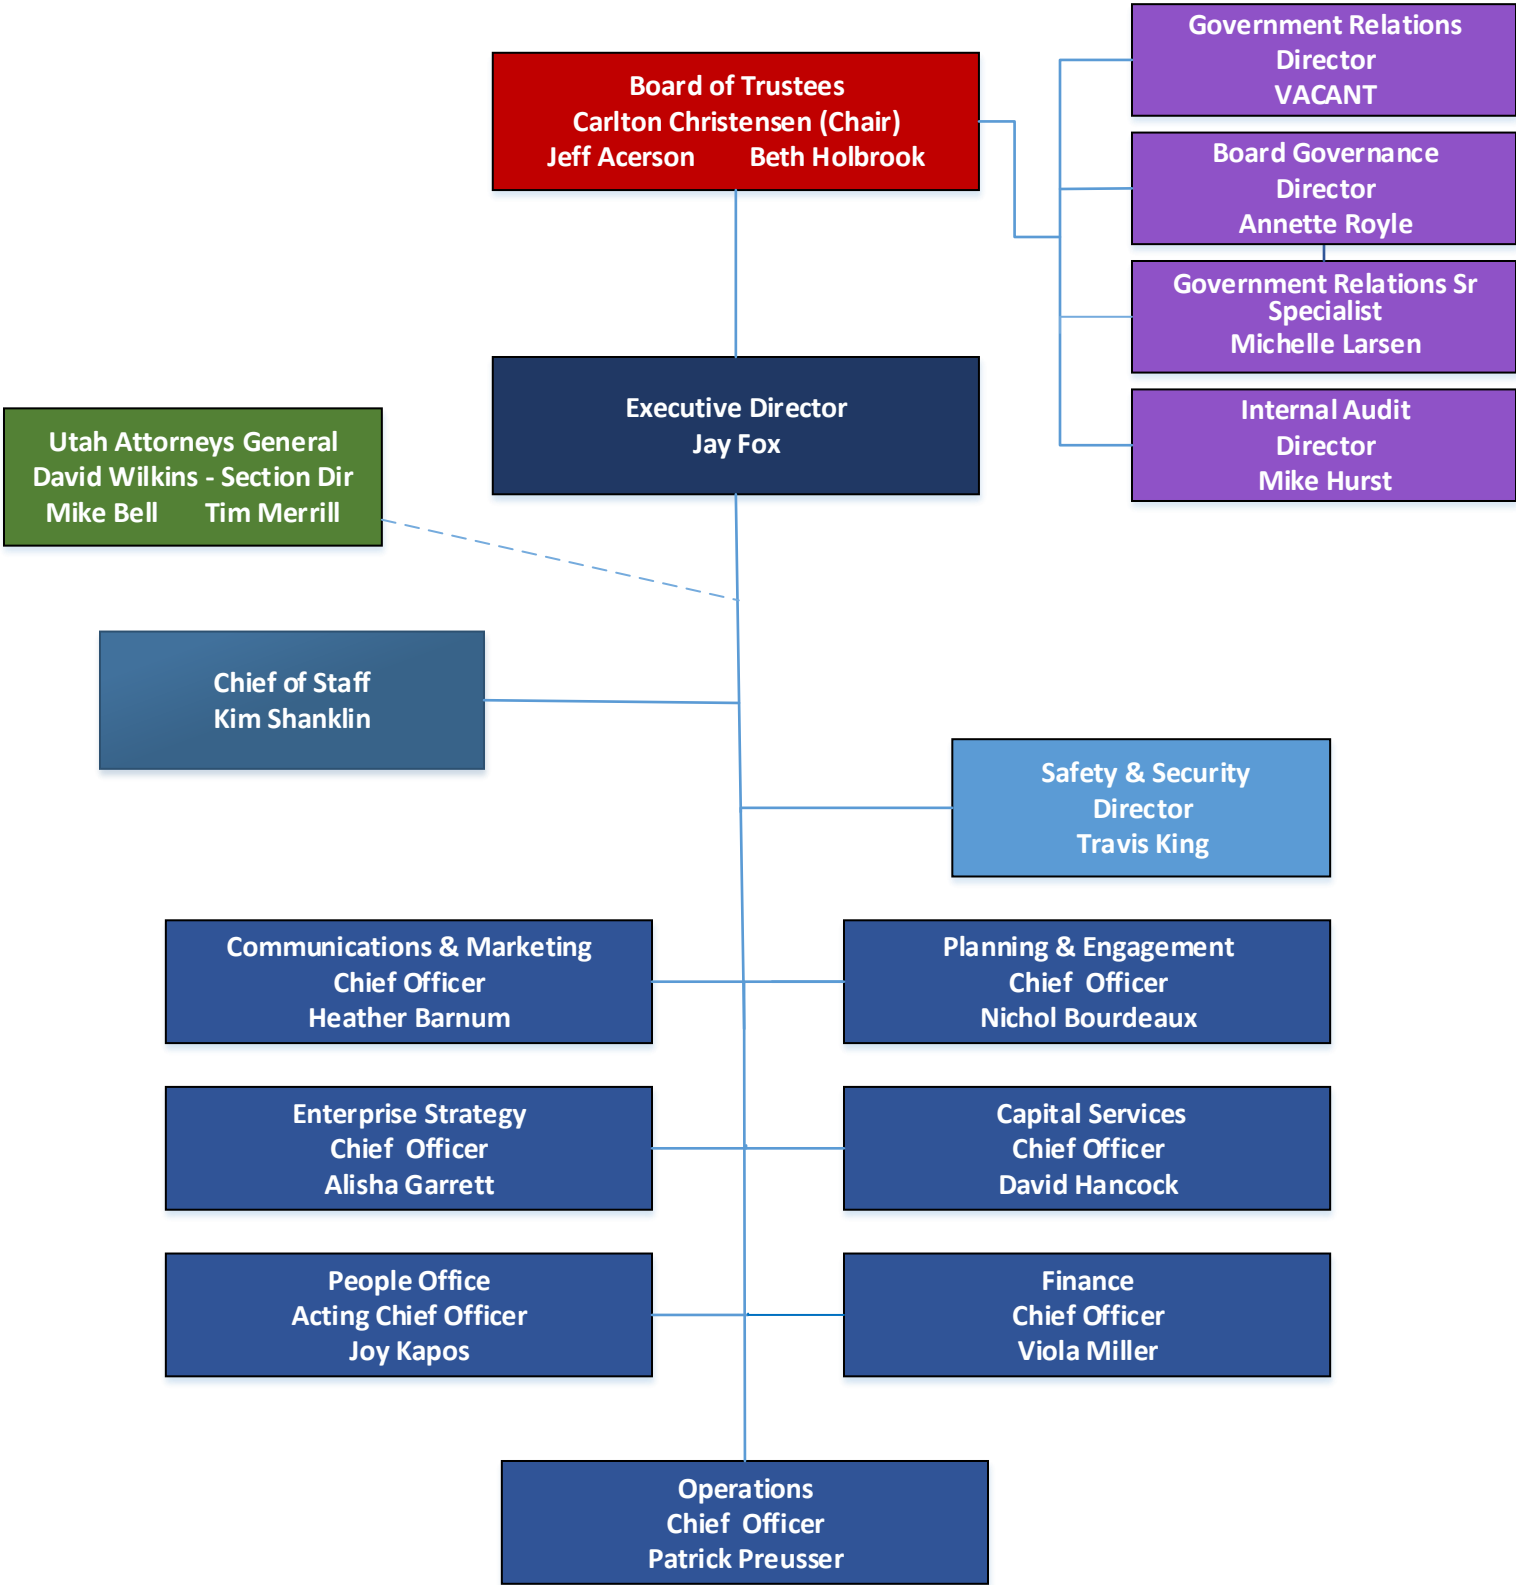 Government Relations
Director
VACANT
Board of Trustees
Carlton Christensen (Chair)
Jeff Acerson Beth Holbrook
Board Governance
Director
Annette Royle
Government Relations Sr
Specialist
Michelle Larsen
Internal Audit
Director
Mike Hurst
Executive Director
Jay Fox
Utah Attorneys General
David Wilkins - Section Dir
Mike Bell Tim Merrill
Chief of Staff
Kim Shanklin
Safety & Security
Director
Travis King
Communications & Marketing
Chief Officer
Heather Barnum
Planning & Engagement
Chief Officer
Nichol Bourdeaux
Enterprise Strategy
Chief Officer
Alisha Garrett
Capital Services
Chief Officer
David Hancock
People Office
Acting Chief Officer
Joy Kapos
Finance
Chief Officer
Viola Miller
Operations
Chief Officer
Patrick Preusser